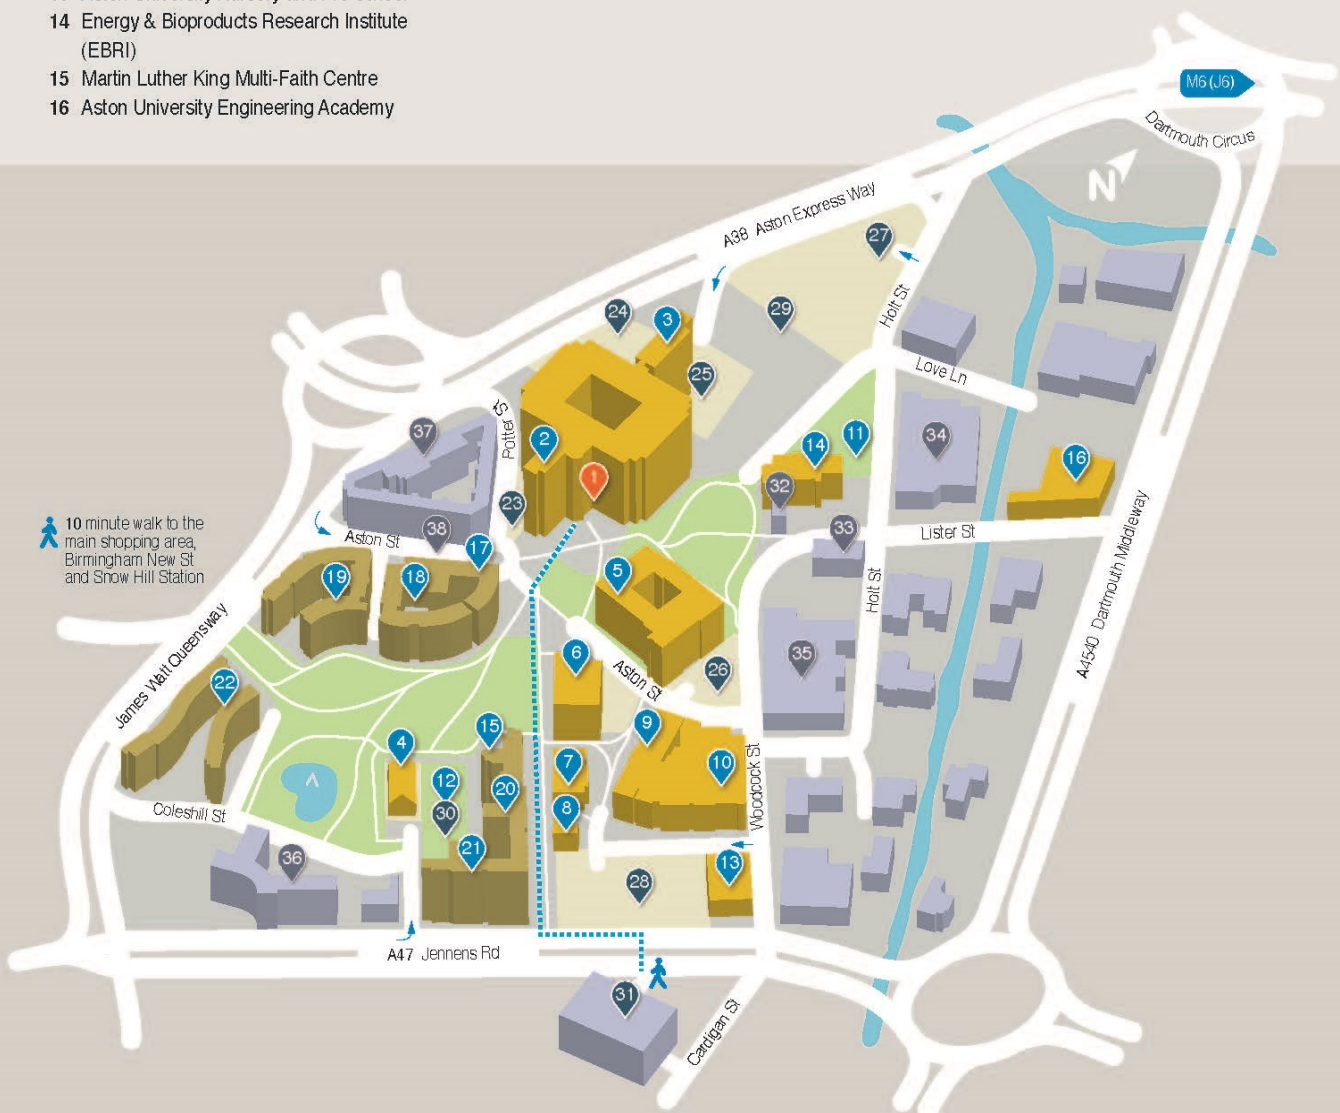 14 Energy & Bioproducts Research Institute
(EBRI)
15 Martin Luther King Multi-Faith Centre
16 Aston University Engineering Academy
M6 (J6)
Dartmouth Circus
N
A38 Aston Express Way
27
Holt St
24
3
29
25
Love Ln
Potter St
37
2
14
11
34
16
1
32
23
33
Lister St
10 minute walk to the
main shopping area,
Birmingham New St
and Snow Hill Station
Aston St
38
17
19
18
5
Holt St
A4540 Dartmouth Middleway
James Watt Queensway
22
6
Aston St
26
35
15
9
4
7
10
Woodcock St
12
20
30
8
Coleshill St
21
36
13
28
A47 Jennens Rd
31
Cardigan St